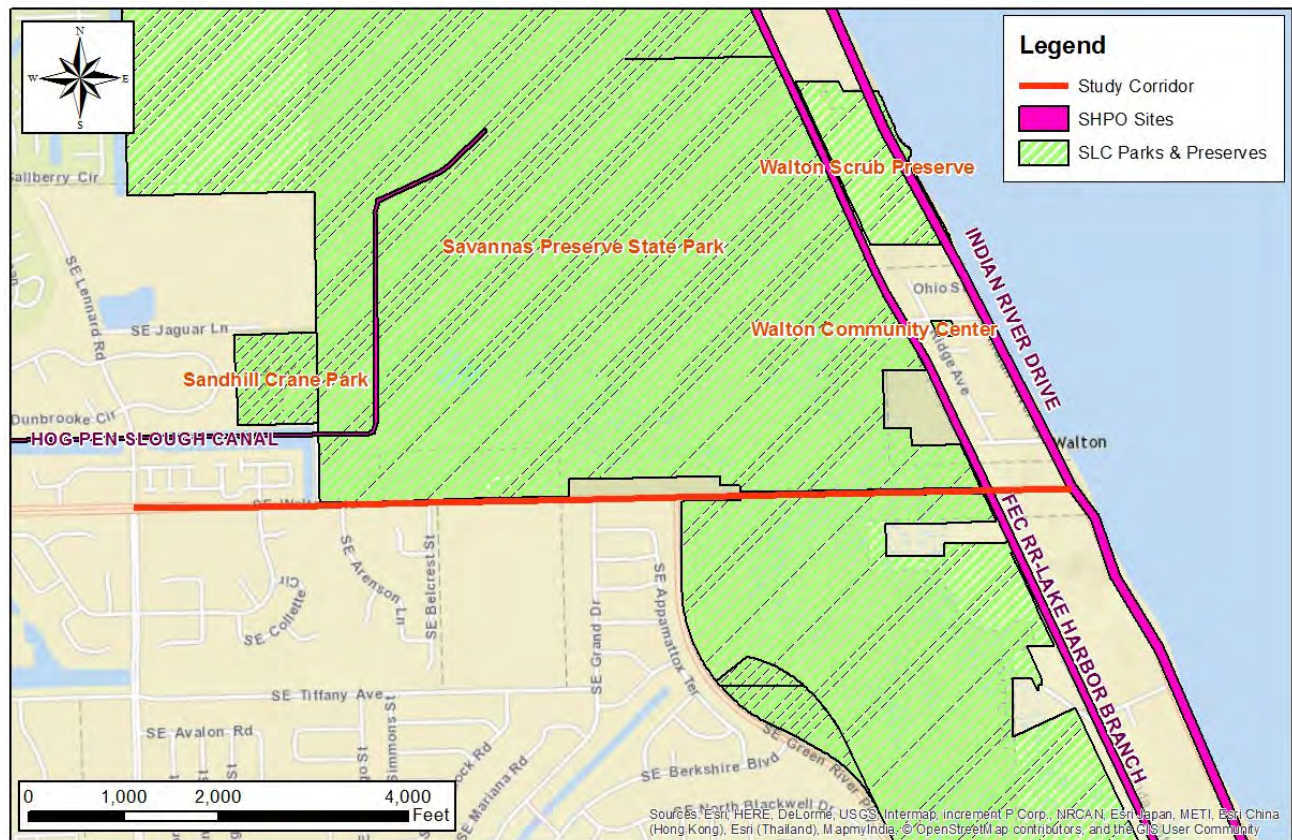 N
W
E
S
Legend
Study Corridor
SHPO Sites
SLC Parks & Preserves
Sallberry Cir
SE Lennard Rd
Walton Scrub Preserve
Savannas Preserve State Park
INDIAN RIVER DRIVE
Ohio St
SE Jaguar Ln
Walton Community Center
Ridge Ave
Sandhill Crane Park
Dunbrooke Cir
HOG PEN SLOUGH CANAL
Walton
SE
FEC RR-LAKE HARBOR BRANCH
SE Arenson Ln
SE Belcrest St
SE Collette Cir
SE Grand Dr
SE Appamattox Ter
SE Tiffany Ave
SE Avalon Rd
Simmons St
SE Mariana Rd
SE Green River
SE Berkshire Blvd
SE North Blackwell Dr
0 1,000 2,000 4,000
Feet
Sources: Esri, HERE, DeLorme, USGS, Intermap, increment P Corp., NRCAN, Esri Japan, METI, Esri China
(Hong Kong), Esri (Thailand), MapmyIndia, © OpenStreetMap contributors, and the GIS User Community